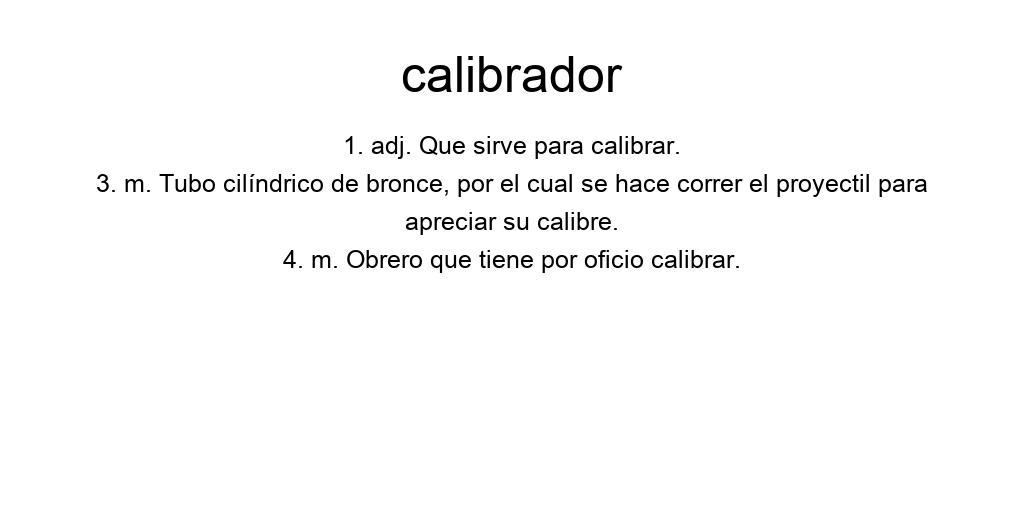 calibrador
1. adj. Que sirve para calibrar.
3. m. Tubo cilíndrico de bronce, por el cual se hace correr el proyectil para
apreciar su calibre.
4. m. Obrero que tiene por oficio calibrar.